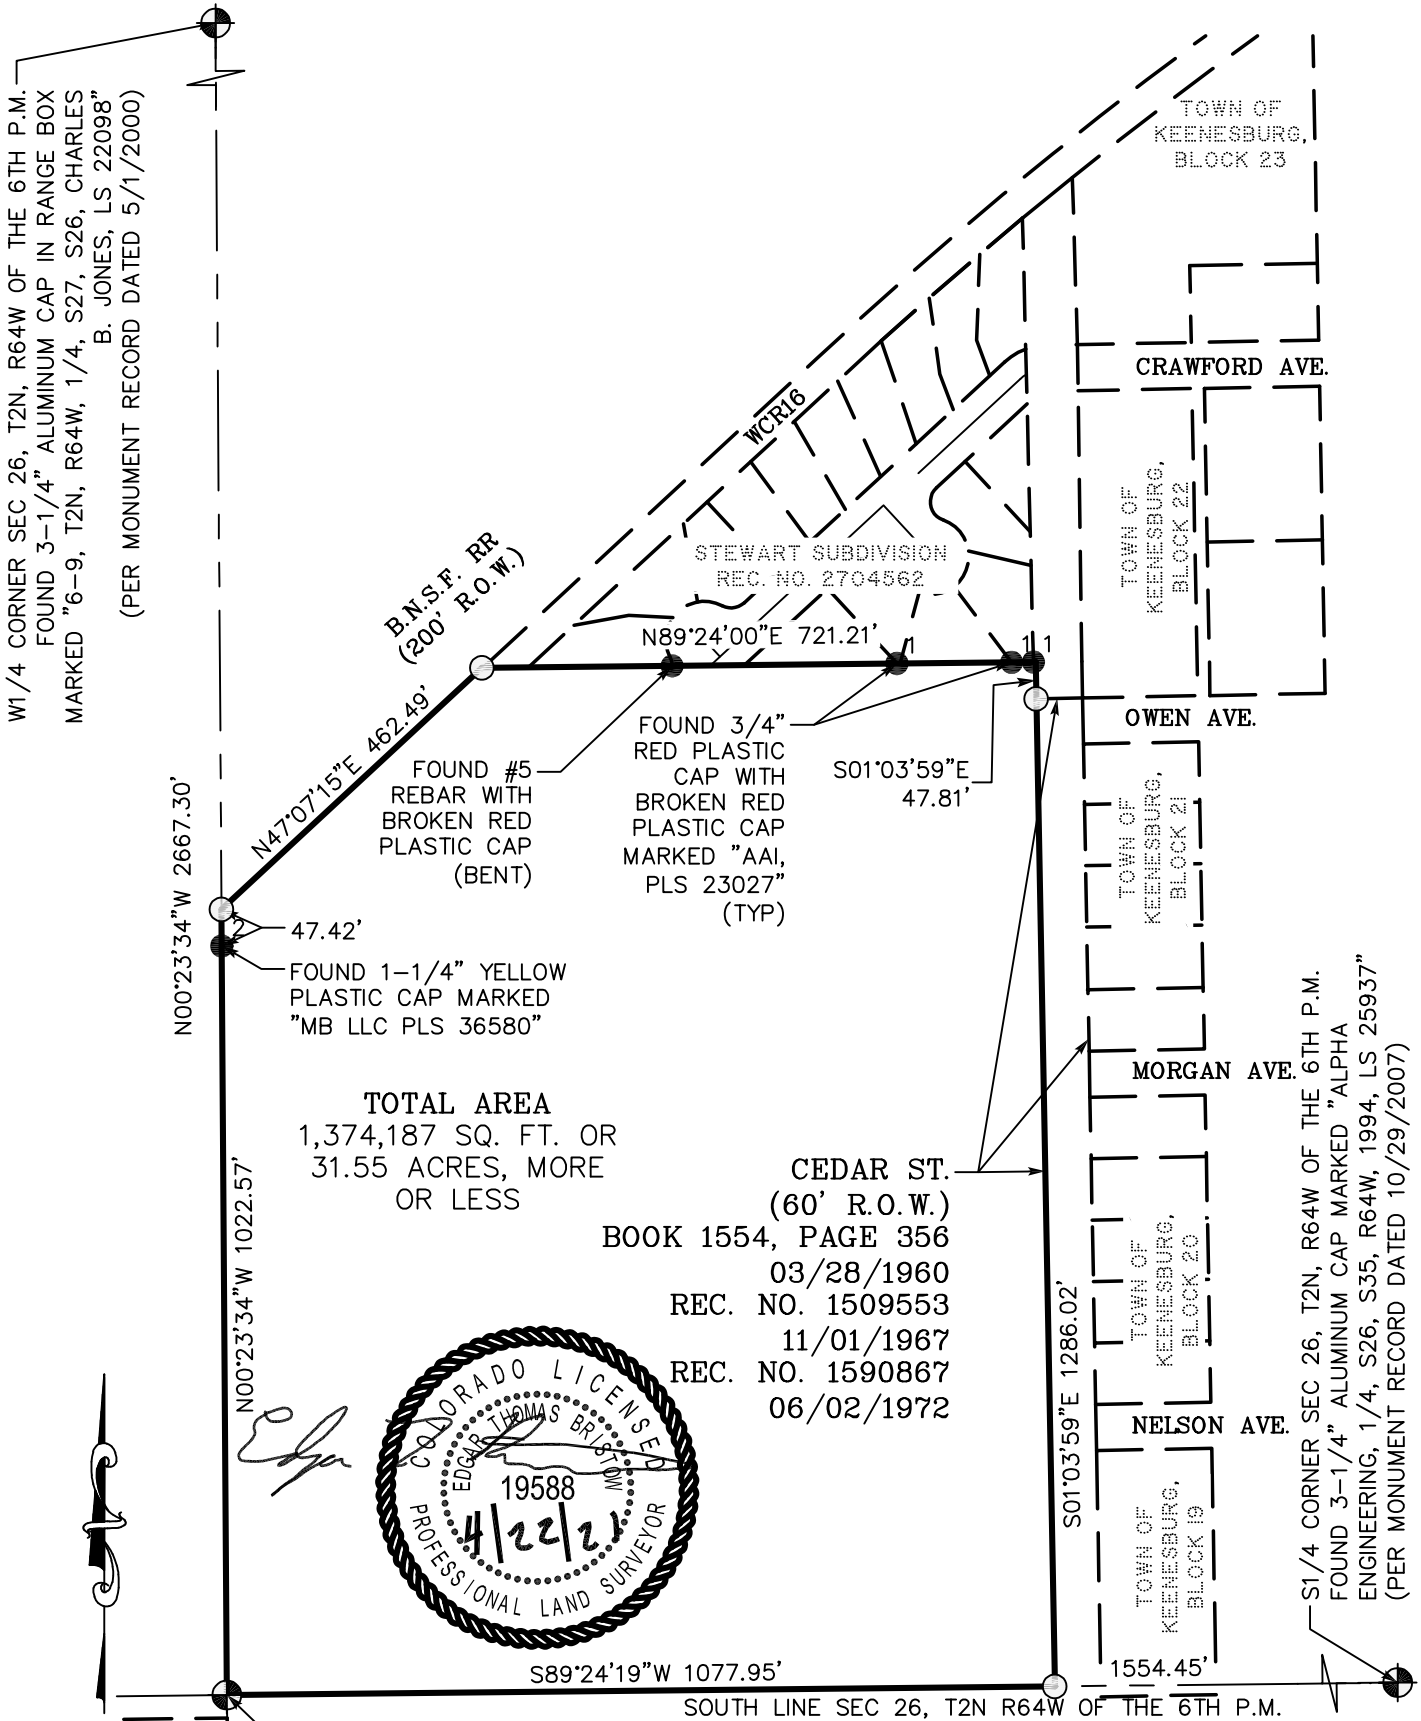 W1/4 CORNER SEC 26, T2N, R64W OF THE 6TH P.M.
FOUND 3-1/4" ALUMINUM CAP IN RANGE BOX
MARKED "6-9, T2N, R64W, 1/4, S27, S26, CHARLES
B. JONES, LS 22098"
(PER MONUMENT RECORD DATED 5/1/2000)
TOWN OF
KEENESBURG,
BLOCK 23
CRAWFORD AVE.
WCR16
TOWN OF
KEENESBURG,
BLOCK 22
B.N.S.F. RR
(200' R.O.W.)
STEWART SUBDIVISION
REC. NO. 2704562
N89°24'00"E 721.21'
1
1
1
OWEN AVE.
N47°07'15"E 462.49'
FOUND #5
REBAR WITH
BROKEN RED
PLASTIC CAP
(BENT)
FOUND 3/4"
RED PLASTIC
CAP WITH
BROKEN RED
PLASTIC CAP
MARKED "AAI,
PLS 23027"
(TYP)
S01°03'59"E
47.81'
TOWN OF
KEENESBURG,
BLOCK 21
N00°23'34"W 2667.30'
2
47.42'
FOUND 1-1/4" YELLOW
PLASTIC CAP MARKED
"MB LLC PLS 36580"
MORGAN AVE.
TOTAL AREA
1,374,187 SQ. FT. OR
31.55 ACRES, MORE
OR LESS
N00°23'34"W 1022.57'
CEDAR ST.
(60' R.O.W.)
BOOK 1554, PAGE 356
03/28/1960
REC. NO. 1509553
11/01/1967
REC. NO. 1590867
06/02/1972
S01°03'59"E 1286.02'
TOWN OF
KEENESBURG,
BLOCK 20
NELSON AVE.
TOWN OF
KEENESBURG,
BLOCK 19
S1/4 CORNER SEC 26, T2N, R64W OF THE 6TH P.M.
FOUND 3-1/4" ALUMINUM CAP MARKED "ALPHA
ENGINEERING, 1/4, S26, S35, R64W, 1994, LS 25937"
(PER MONUMENT RECORD DATED 10/29/2007)
COLORADO LICENSED
EDGAR THOMAS BRISTOW
19588
4/22/21
PROFESSIONAL LAND SURVEYOR
S89°24'19"W 1077.95'
1554.45'
SOUTH LINE SEC 26, T2N R64W OF THE 6TH P.M.